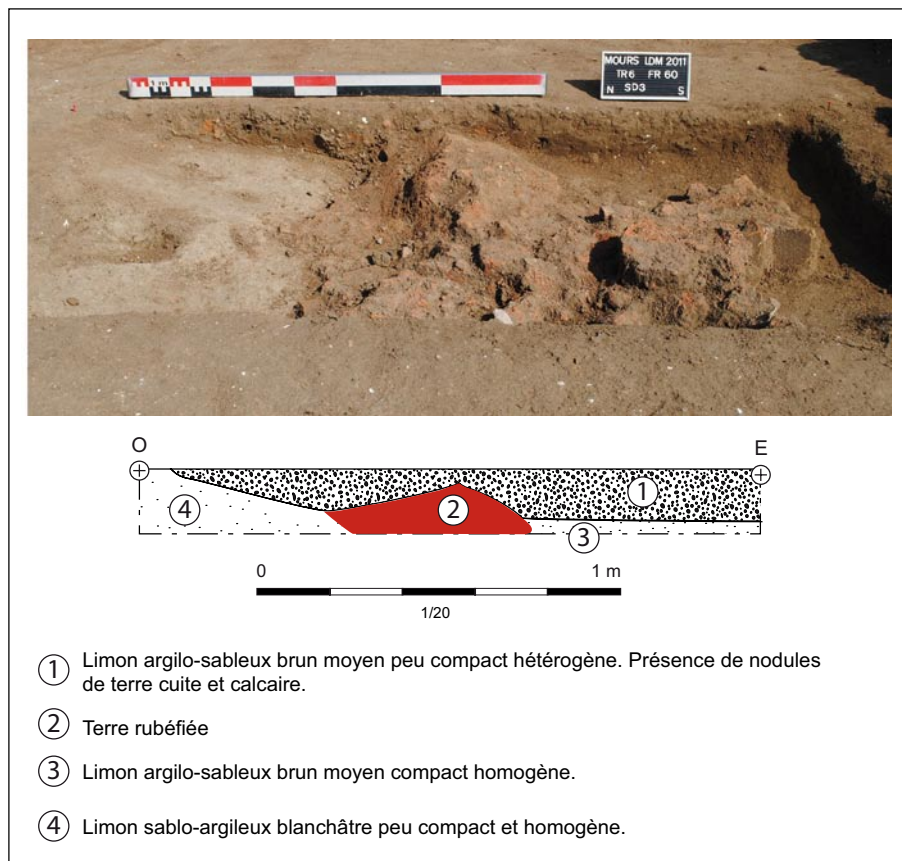 1 m
MOURS LDM 2011
TR6 FR 60
N SD3 S
O E
4 2 1 3
0 1 m
1/20
1 Limon argilo-sableux brun moyen peu compact hétérogène. Présence de nodules
de terre cuite et calcaire.
2 Terre rubéfiée
3 Limon argilo-sableux brun moyen compact homogène.
4 Limon sablo-argileux blanchâtre peu compact et homogène.